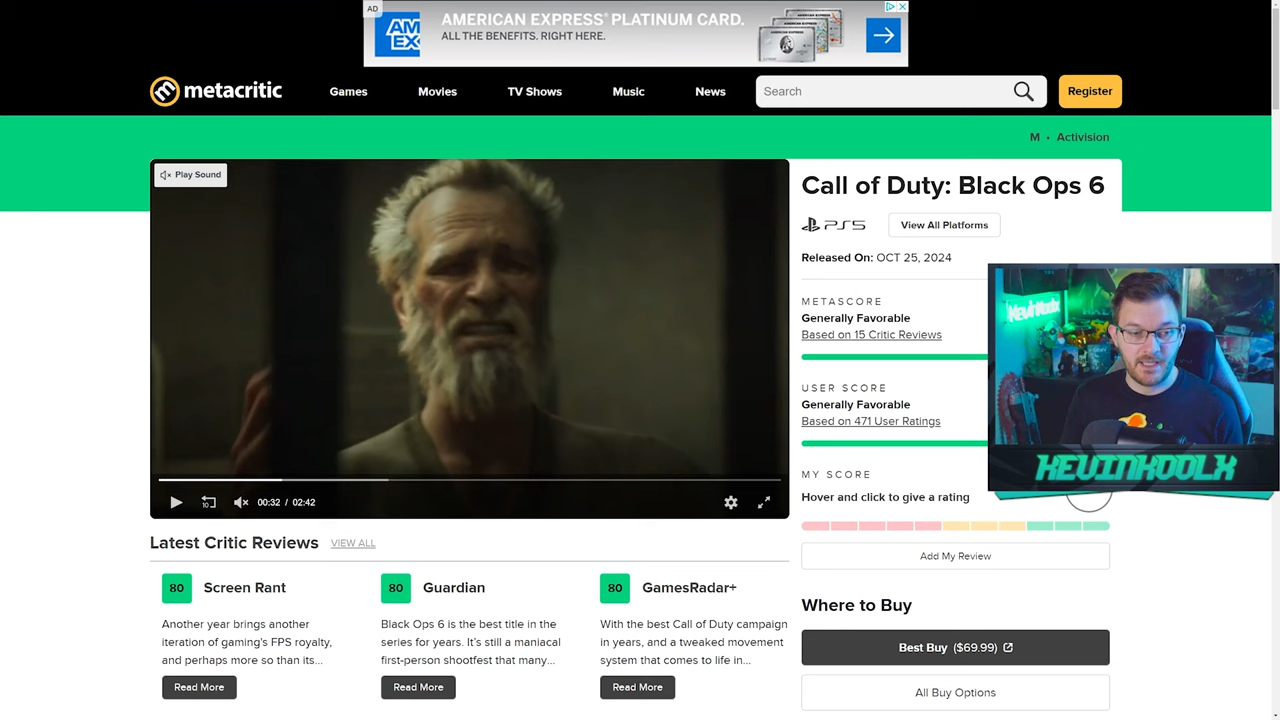 AD
AM
EX
AMERICAN EXPRESS® PLATINUM CARD.
ALL THE BENEFITS. RIGHT HERE.
metacritic
Games
Movies
TV Shows
Music
News
Search
Register
M • Activision
Play Sound
Call of Duty: Black Ops 6
PS5
View All Platforms
Released On: OCT 25, 2024
METASCORE
Generally Favorable
Based on 15 Critic Reviews
USER SCORE
Generally Favorable
Based on 471 User Ratings
KevinKoolx
KEVINKOOLX
MY SCORE
Hover and click to give a rating
10
00:32 / 02:42
Add My Review
Latest Critic Reviews
VIEW ALL
80 Screen Rant
Another year brings another
iteration of gaming's FPS royalty,
and perhaps more so than its...
Read More
80 Guardian
Black Ops 6 is the best title in the
series for years. It's still a maniacal
first-person shootfest that many...
Read More
80 GamesRadar+
With the best Call of Duty campaign
in years, and a tweaked movement
system that comes to life in...
Read More
Where to Buy
Best Buy ($69.99)
All Buy Options